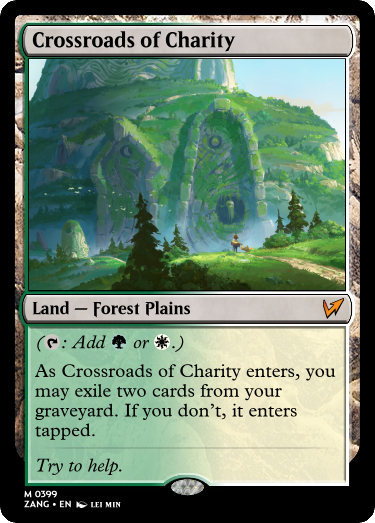 Crossroads of Charity
Land — Forest Plains
(: Add or .)
As Crossroads of Charity enters, you
may exile two cards from your
graveyard. If you don't, it enters
tapped.
Try to help.
M 0399
ZANG • EN LEI MIN